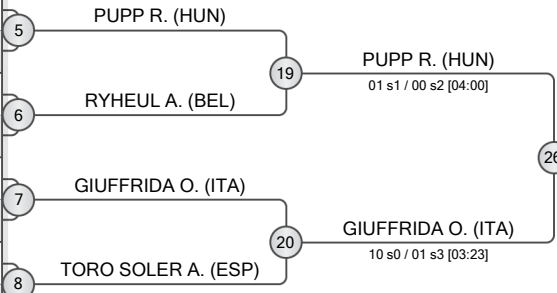 PUPP R. (HUN)
5
19
PUPP R. (HUN)
01 s1 / 00 s2 [04:00]
RYHEUL A. (BEL)
6
26
GIUFFRIDA O. (ITA)
7
20
GIUFFRIDA O. (ITA)
10 s0 / 01 s3 [03:23]
TORO SOLER A. (ESP)
8